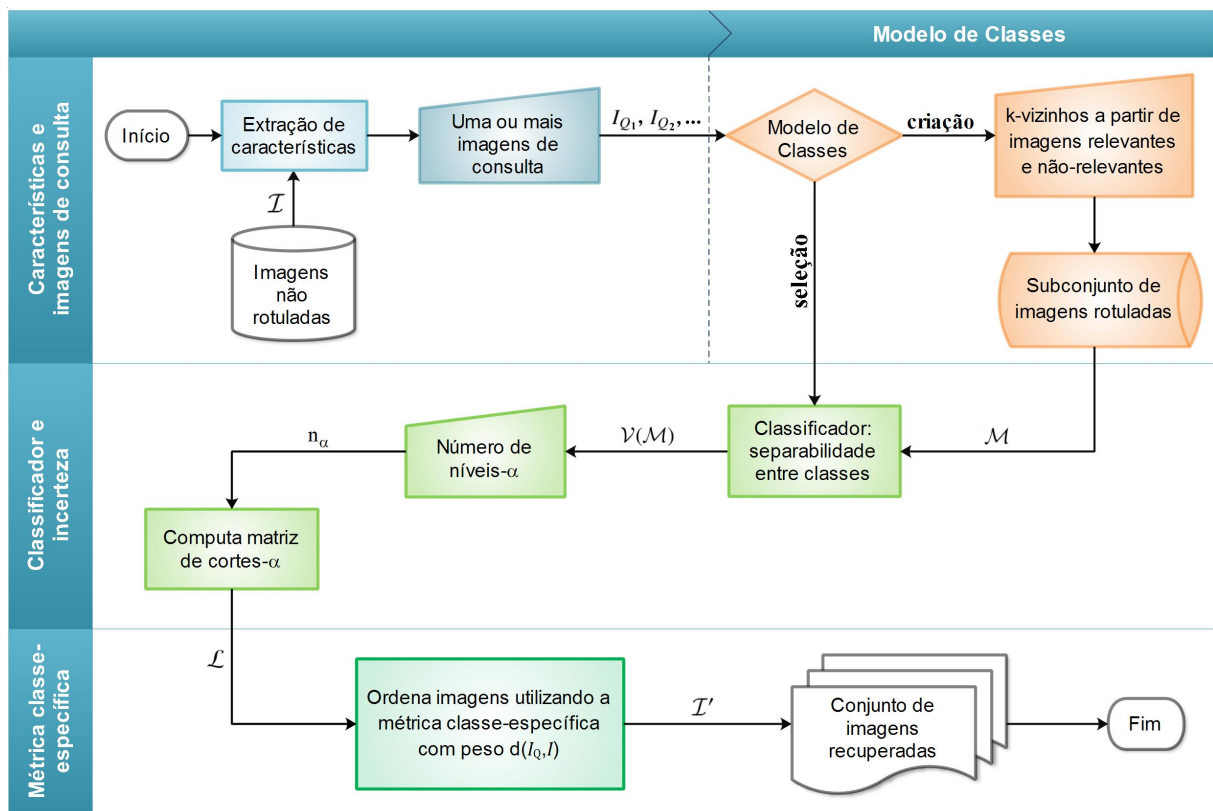 Modelo de Classes
Características e
imagens de consulta
Início
Extração de
características
Uma ou mais
imagens de
consulta
I_Q₁, I_Q₂, ...
Modelo de
Classes
criação
k-vizinhos a partir de
imagens relevantes
e não-relevantes
ℐ
Imagens
não
rotuladas
seleção
Subconjunto de
imagens rotuladas
Classificador e
incerteza
n_α
Número de
níveis-α
𝒱(ℳ)
Classificador:
separabilidade
entre classes
ℳ
Computa matriz
de cortes-α
Métrica classe-
específica
ℒ
Ordena imagens utilizando a
métrica classe-específica
com peso d(I_Q,I)
ℐ'
Conjunto de
imagens
recuperadas
Fim